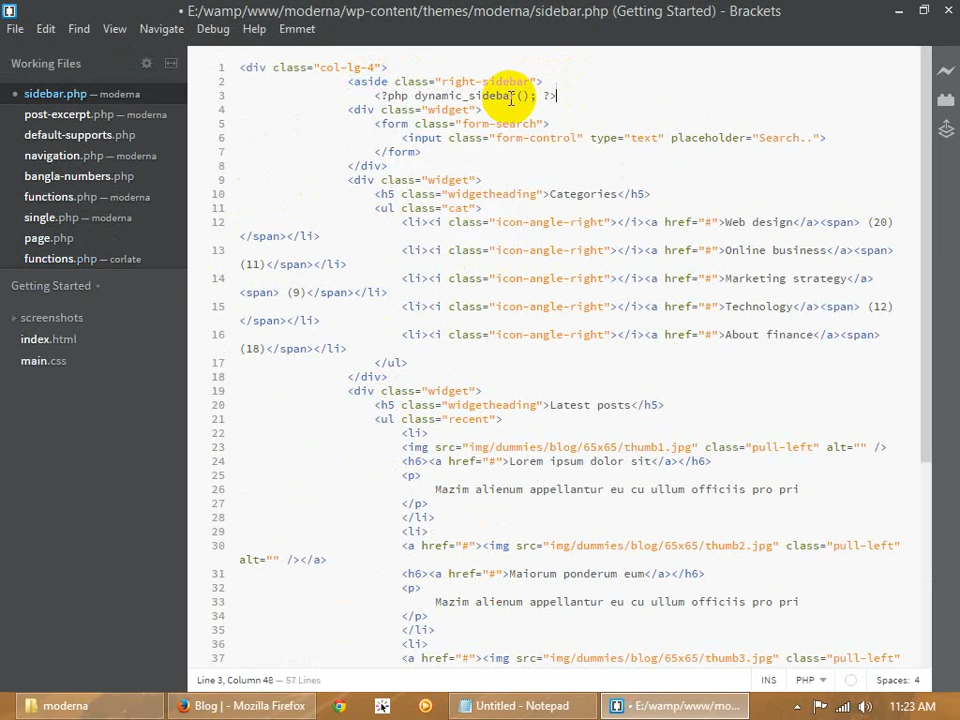 • E:/wamp/www/moderna/wp-content/themes/moderna/sidebar.php (Getting Started) - Brackets
File Edit Find View Navigate Debug Help Emmet
Working Files
sidebar.php — moderna
post-excerpt.php — moderna
default-supports.php
navigation.php — moderna
bangla-numbers.php
functions.php — moderna
single.php — moderna
page.php
functions.php — corlate
Getting Started
screenshots
index.html
main.css
1 <div class="col-lg-4">
2 <aside class="right-sidebar">
3 <?php dynamic_sidebar(); ?>
4 <div class="widget">
5 <form class="form-search">
6 <input class="form-control" type="text" placeholder="Search..">
7 </form>
8 </div>
9 <div class="widget">
10 <h5 class="widgetheading">Categories</h5>
11 <ul class="cat">
12 <li><i class="icon-angle-right"></i><a href="#">Web design</a><span> (20)
</span></li>
13 <li><i class="icon-angle-right"></i><a href="#">Online business</a><span>
(11)</span></li>
14 <li><i class="icon-angle-right"></i><a href="#">Marketing strategy</a>
<span> (9)</span></li>
15 <li><i class="icon-angle-right"></i><a href="#">Technology</a><span> (12)
</span></li>
16 <li><i class="icon-angle-right"></i><a href="#">About finance</a><span>
(18)</span></li>
17 </ul>
18 </div>
19 <div class="widget">
20 <h5 class="widgetheading">Latest posts</h5>
21 <ul class="recent">
22 <li>
23 <img src="img/dummies/blog/65x65/thumb1.jpg" class="pull-left" alt="" />
24 <h6><a href="#">Lorem ipsum dolor sit</a></h6>
25 <p>
26 Mazim alienum appellantur eu cu ullum officiis pro pri
27 </p>
28 </li>
29 <li>
30 <a href="#"><img src="img/dummies/blog/65x65/thumb2.jpg" class="pull-left"
alt="" /></a>
31 <h6><a href="#">Maiorum ponderum eum</a></h6>
32 <p>
33 Mazim alienum appellantur eu cu ullum officiis pro pri
34 </p>
35 </li>
36 <li>
37 <a href="#"><img src="img/dummies/blog/65x65/thumb3.jpg" class="pull-left"
Line 3, Column 48 — 57 Lines INS PHP Spaces: 4
moderna Blog | - Mozilla Firefox Untitled - Notepad • E:/wamp/www/mo... 11:23 AM